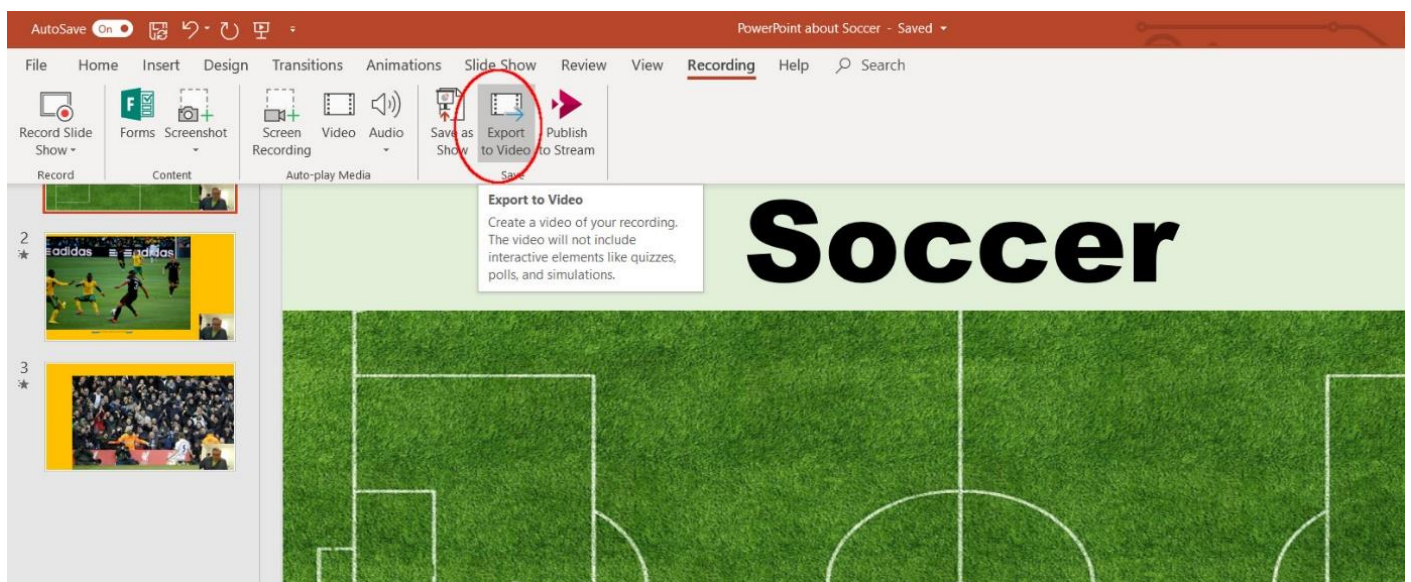 AutoSave On PowerPoint about Soccer - Saved
File Home Insert Design Transitions Animations Slide Show Review View Recording Help Search
Record Slide Show
Forms
Screenshot
Screen Recording
Video
Audio
Save as Show
Export to Video
Publish to Stream
Record Content Auto-play Media Save
Export to Video
Create a video of your recording.
The video will not include
interactive elements like quizzes,
polls, and simulations.
Soccer
2
adidas adidas
3